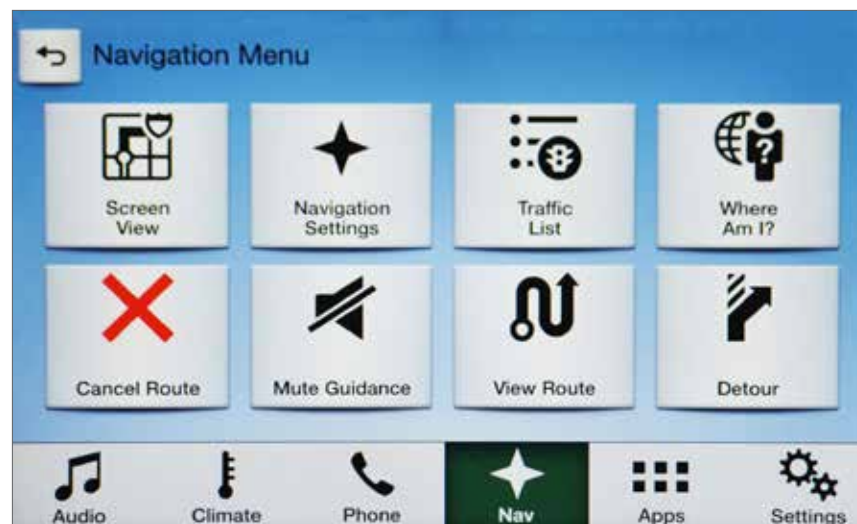 Navigation Menu
Screen
View
Navigation
Settings
Traffic
List
Where
Am I?
Cancel Route
Mute Guidance
View Route
Detour
Audio
Climate
Phone
Nav
Apps
Settings